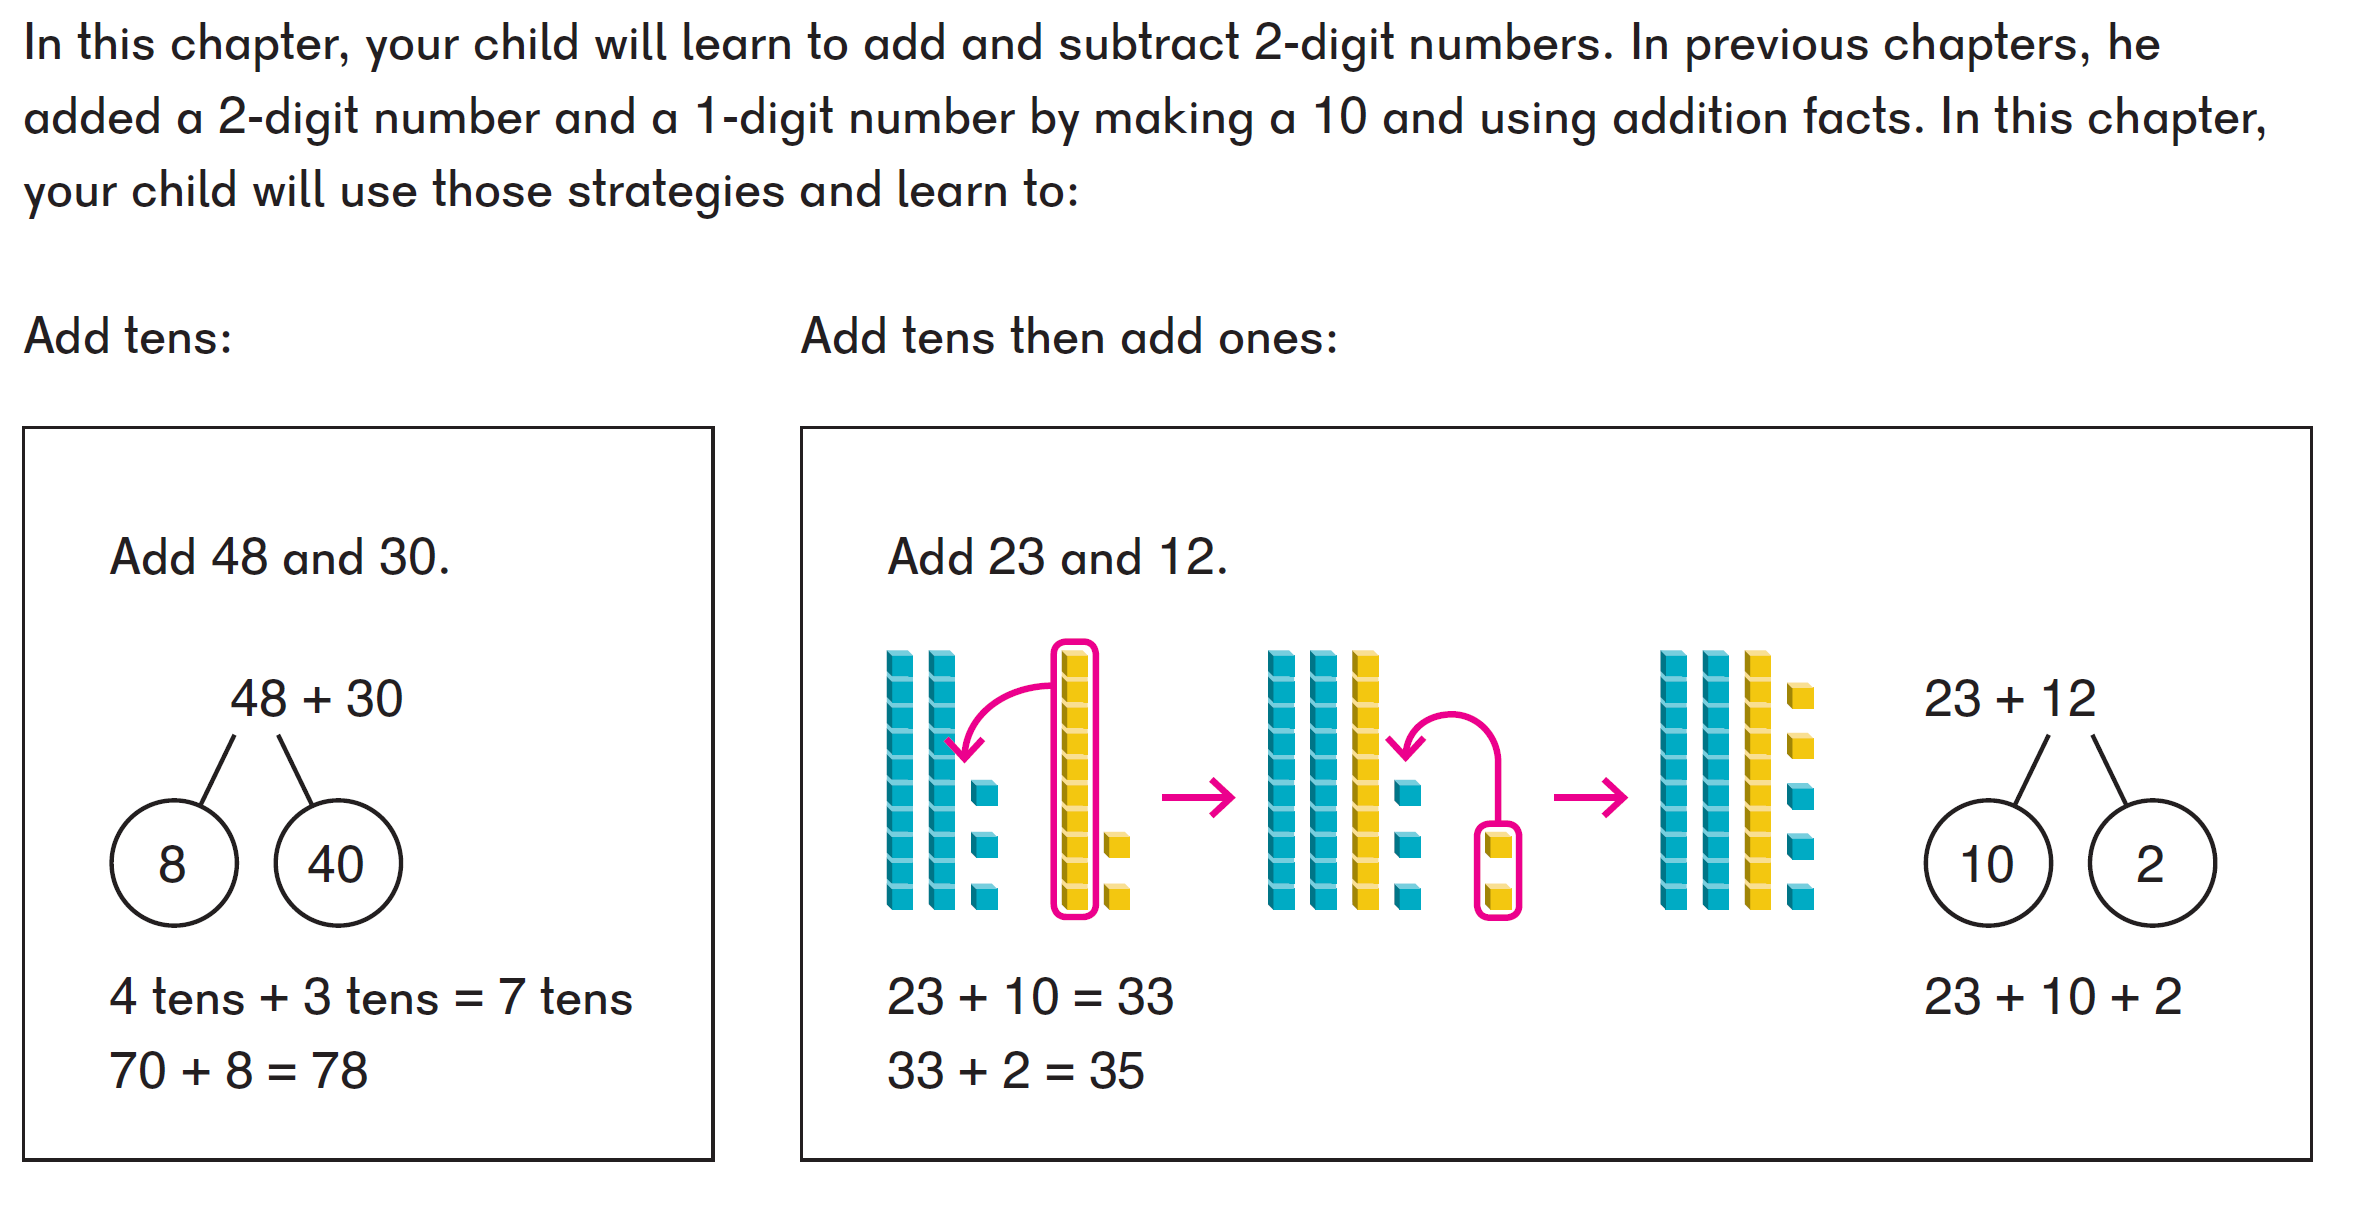 In this chapter, your child will learn to add and subtract 2-digit numbers. In previous chapters, he
added a 2-digit number and a 1-digit number by making a 10 and using addition facts. In this chapter,
your child will use those strategies and learn to:
Add tens:
Add 48 and 30.
48 + 30
8
40
4 tens + 3 tens = 7 tens
70 + 8 = 78
Add tens then add ones:
Add 23 and 12.
23 + 10 = 33
33 + 2 = 35
23 + 12
10
2
23 + 10 + 2